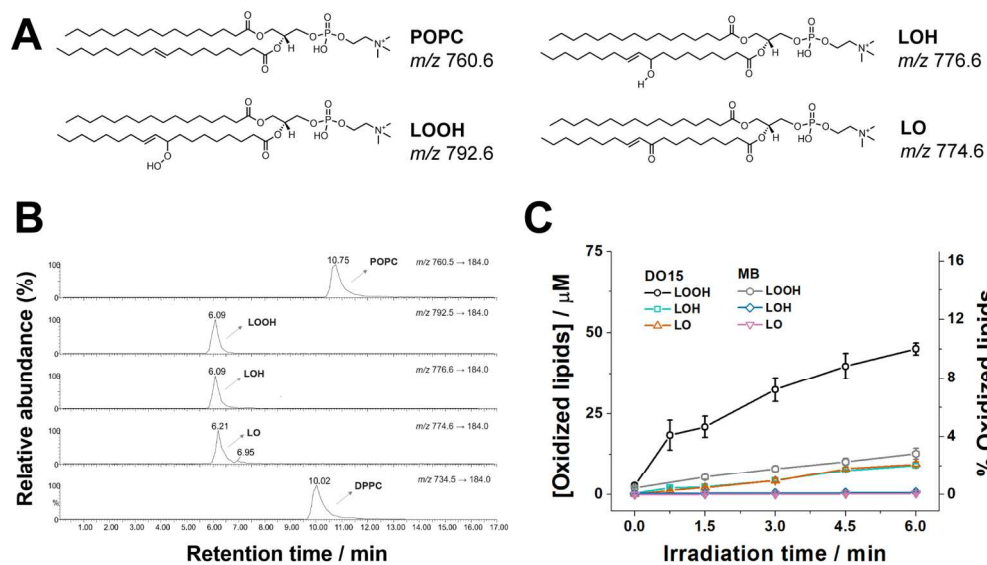 A
POPC
m/z 760.6
LOH
m/z 776.6
LOOH
m/z 792.6
LO
m/z 774.6
B
Relative abundance (%)
100
10.75
POPC
m/z 760.5 → 184.0
0
100
6.09
LOOH
m/z 792.5 → 184.0
0
100
6.09
LOH
m/z 776.6 → 184.0
0
100
6.21
LO
6.95
m/z 774.6 → 184.0
0
100
10.02
DPPC
m/z 734.5 → 184.0
%
0
1.00 2.00 3.00 4.00 5.00 6.00 7.00 8.00 9.00 10.00 11.00 12.00 13.00 14.00 15.00 16.00 17.00
Retention time / min
C
[Oxidized lipids] / μM
75
50
25
0
DO15 MB
LOOH LOOH
LOH LOH
LO LO
16
12
8
4
0
% Oxidized lipids
0.0 1.5 3.0 4.5 6.0
Irradiation time / min